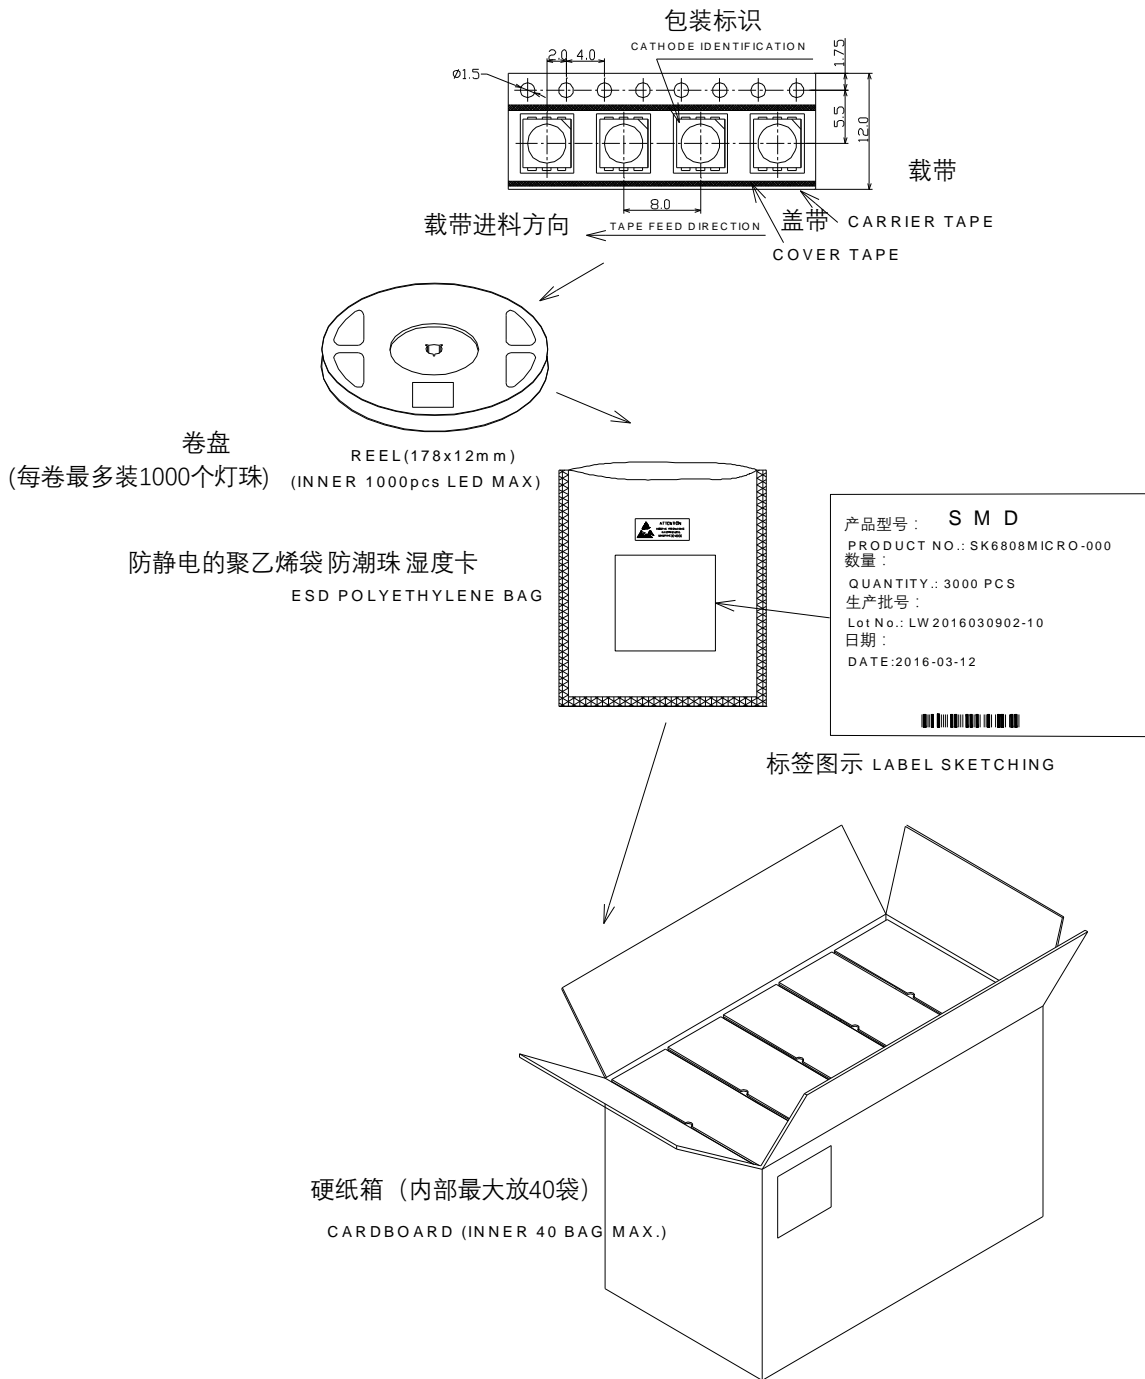 包装标识
CATHODE IDENTIFICATION
2.0 4.0
Ø1.5
1.75
5.5
12.0
8.0
载带
载带进料方向
TAPE FEED DIRECTION
盖带
CARRIER TAPE
COVER TAPE
卷盘
(每卷最多装1000个灯珠)
REEL(178x12mm)
(INNER 1000pcs LED MAX)
ATTENTION
防静电的聚乙烯袋 防潮珠 湿度卡
ESD POLYETHYLENE BAG
产品型号： SMD
PRODUCT NO.: SK6808MICRO-000
数量：
QUANTITY.: 3000 PCS
生产批号：
Lot No.: LW2016030902-10
日期：
DATE:2016-03-12
标签图示 LABEL SKETCHING
硬纸箱（内部最大放40袋）
CARDBOARD (INNER 40 BAG MAX.)